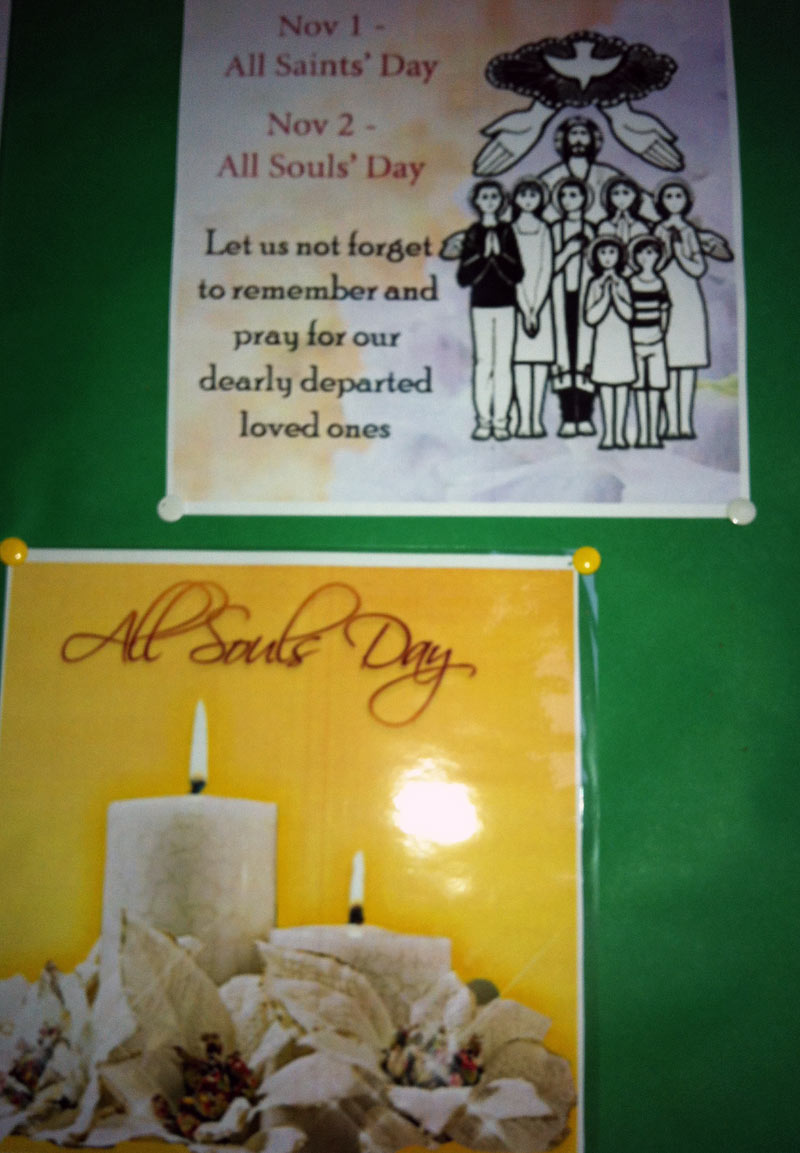 Nov 1 -
All Saints' Day
Nov 2 -
All Souls' Day
Let us not forget
to remember and
pray for our
dearly departed
loved ones
All Souls' Day